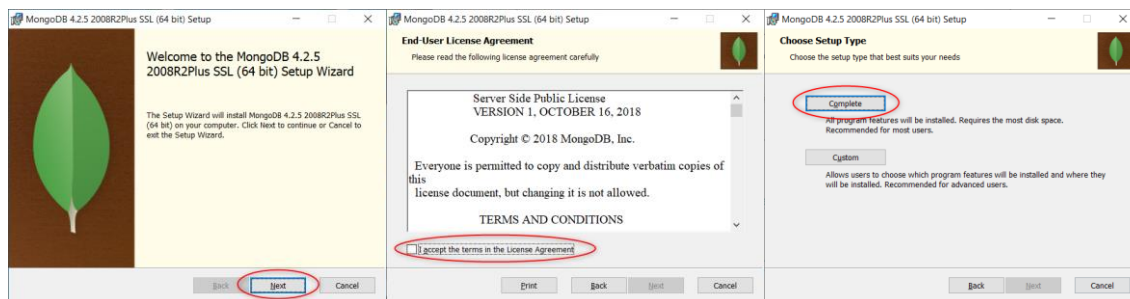 MongoDB 4.2.5 2008R2Plus SSL (64 bit) Setup
Welcome to the MongoDB 4.2.5
2008R2Plus SSL (64 bit) Setup Wizard
The Setup Wizard will install MongoDB 4.2.5 2008R2Plus SSL
(64 bit) on your computer. Click Next to continue or Cancel to
exit the Setup Wizard.
Back Next Cancel
MongoDB 4.2.5 2008R2Plus SSL (64 bit) Setup
End-User License Agreement
Please read the following license agreement carefully
Server Side Public License
VERSION 1, OCTOBER 16, 2018
Copyright © 2018 MongoDB, Inc.
Everyone is permitted to copy and distribute verbatim copies of
this
license document, but changing it is not allowed.
TERMS AND CONDITIONS
I accept the terms in the License Agreement
Print Back Next Cancel
MongoDB 4.2.5 2008R2Plus SSL (64 bit) Setup
Choose Setup Type
Choose the setup type that best suits your needs
Complete
All program features will be installed. Requires the most disk space.
Recommended for most users.
Custom
Allows users to choose which program features will be installed and where they
will be installed. Recommended for advanced users.
Back Next Cancel